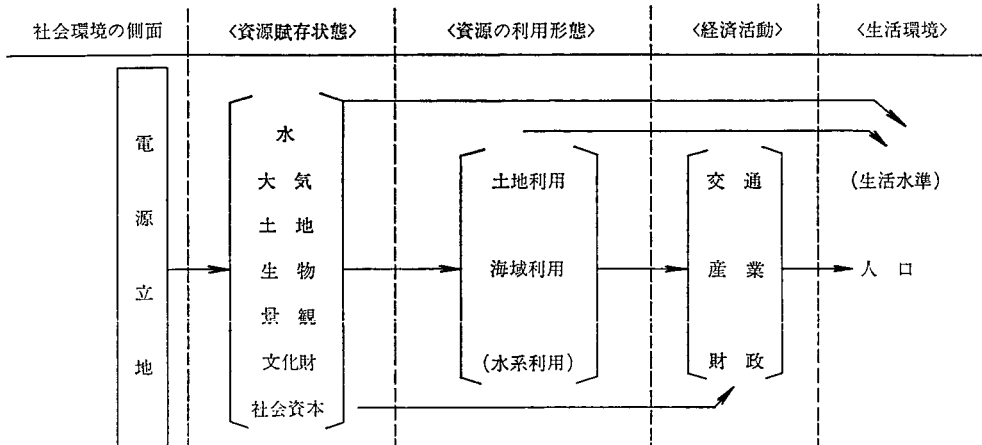 社会環境の側面 〈資源賦存状態〉 〈資源の利用形態〉 〈経済活動〉 〈生活環境〉
電源立地
水
大気
土地
生物
景観
文化財
社会資本
土地利用
海域利用
(水系利用)
交通
産業
財政
(生活水準)
人口